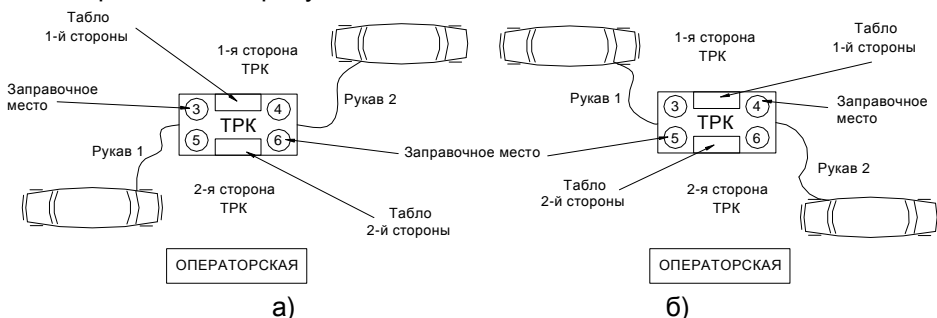 Табло
1-й стороны
1-я сторона
ТРК
Заправочное
место
3
4
ТРК
5
6
Рукав 2
Рукав 1
2-я сторона
ТРК
Табло
2-й стороны
Заправочное место
ОПЕРАТОРСКАЯ
а)
1-я сторона
ТРК
Табло
1-й стороны
Рукав 1
3
4
ТРК
5
6
Заправочное
место
Рукав 2
Табло
2-й стороны
2-я сторона
ТРК
ОПЕРАТОРСКАЯ
б)